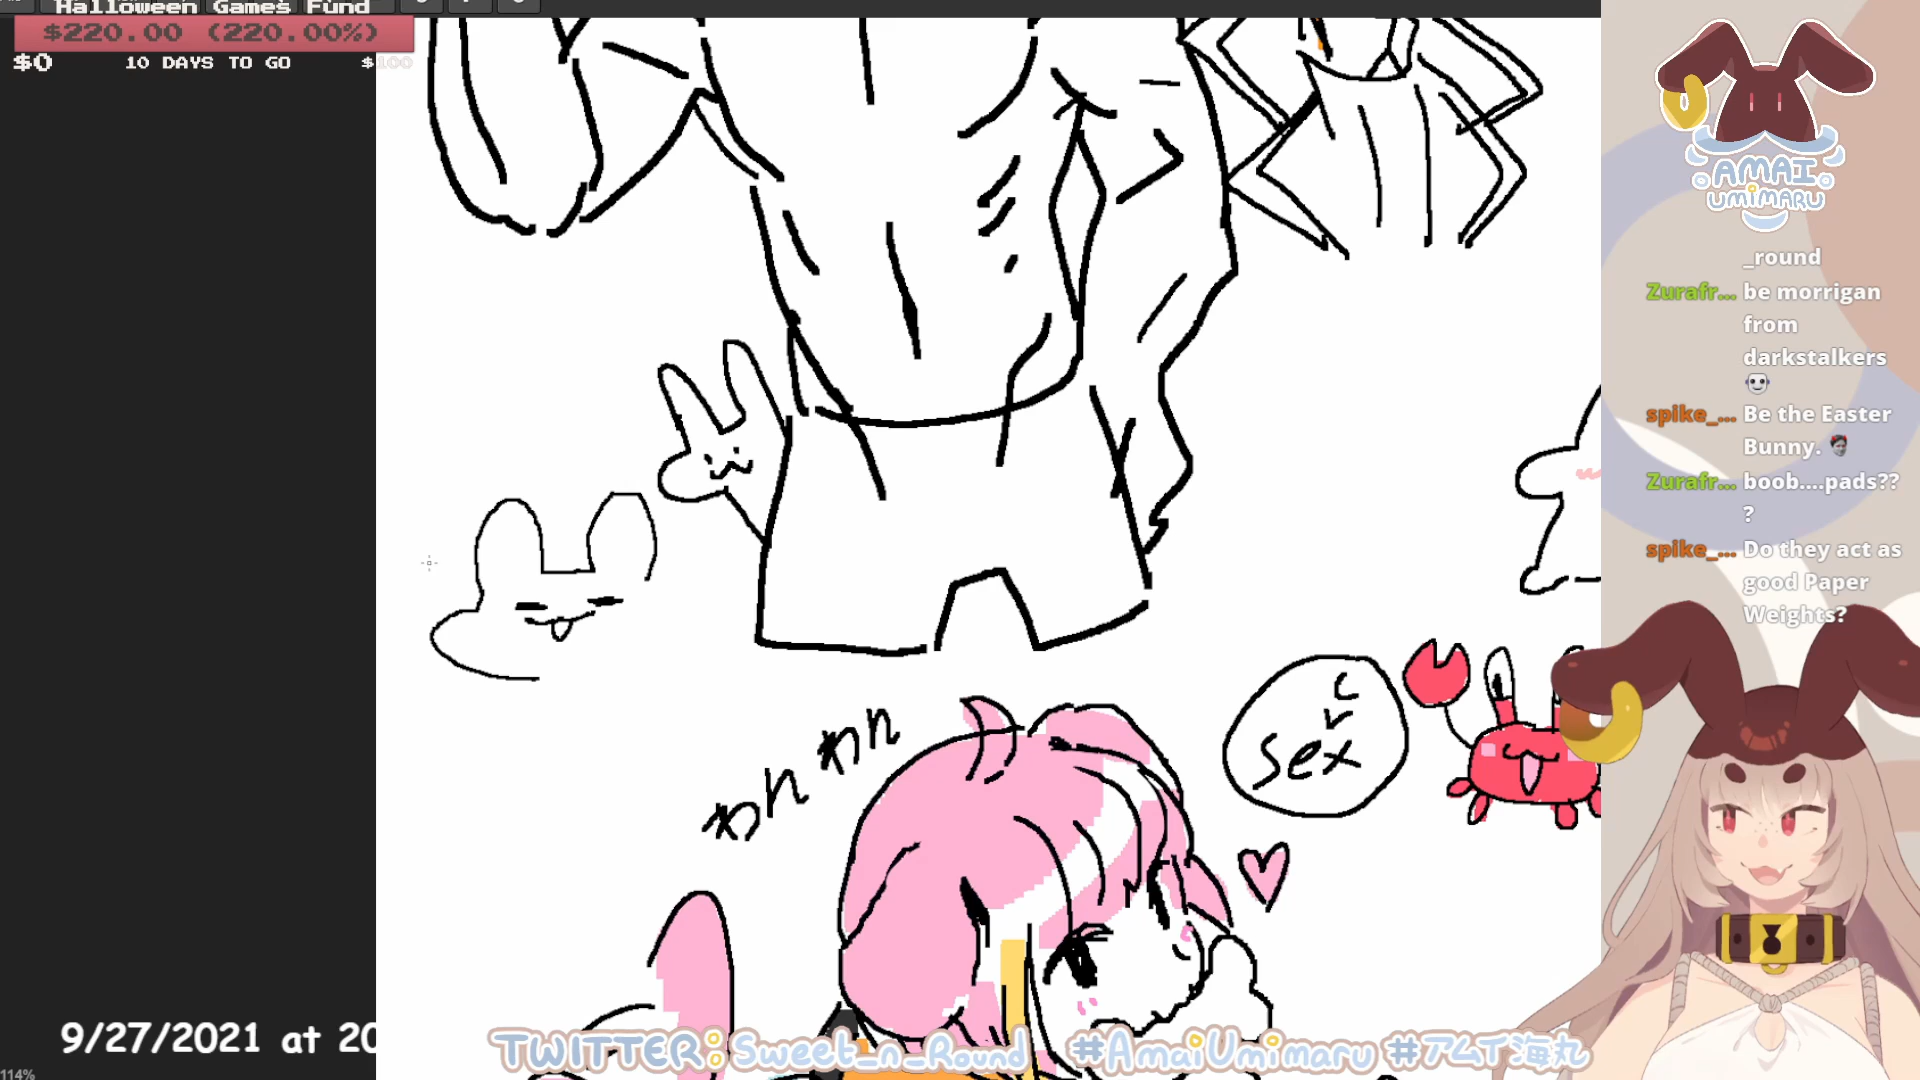 Halloween Games Fund
$220.00 (220.00%)
$0 10 DAYS TO GO $100
AMAI
UMIMARU
_round
Zurafr... be morrigan
from
darkstalkers
spike_... Be the Easter
Bunny.
Zurafr... boob....pads??
?
spike_... Do they act as
good Paper
Weights?
わん わん
Sex
9/27/2021 at 20
TWITTER: Sweet_n_Round #AmaiUmimaru #アムイ海丸
114%